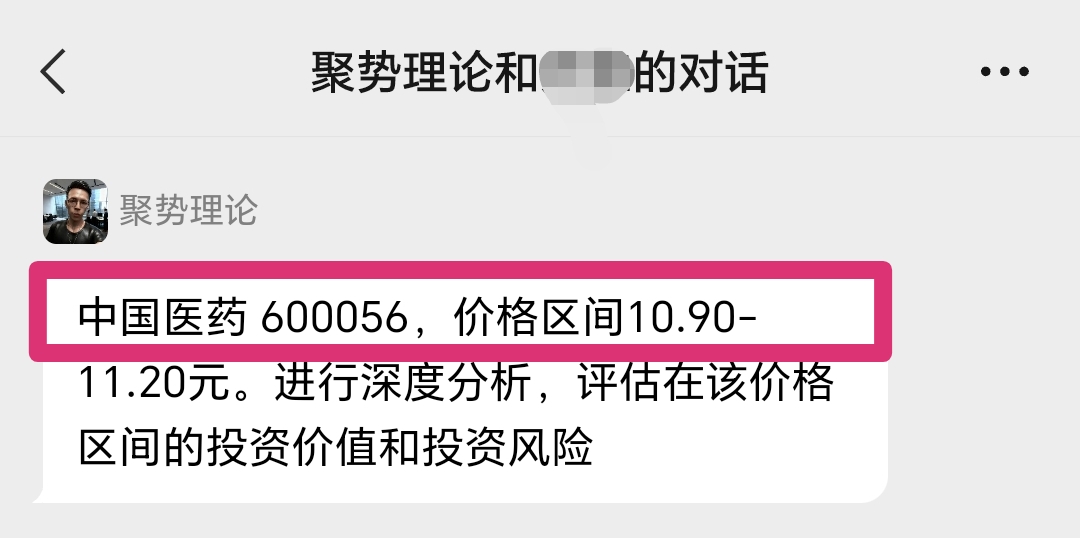 聚势理论和的对话
聚势理论
中国医药 600056，价格区间10.90-
11.20元。进行深度分析，评估在该价格
区间的投资价值和投资风险